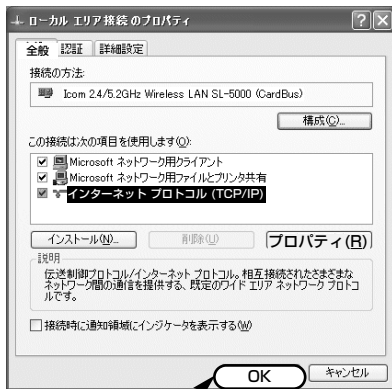 ローカル エリア接続 のプロパティ
全般 認証 詳細設定
接続の方法:
Icom 2.4/5.2GHz Wireless LAN SL-5000 (CardBus)
構成(C)...
この接続は次の項目を使用します(O):
Microsoft ネットワーク用クライアント
Microsoft ネットワーク用ファイルとプリンタ共有
インターネット プロトコル (TCP/IP)
インストール(N)... 削除(U) プロパティ(R)
説明
伝送制御プロトコル/インターネット プロトコル。相互接続されたさまざまな
ネットワーク間の通信を提供する、既定のワイド エリア ネットワーク プロトコ
ルです。
接続時に通知領域にインジケータを表示する(W)
OK キャンセル